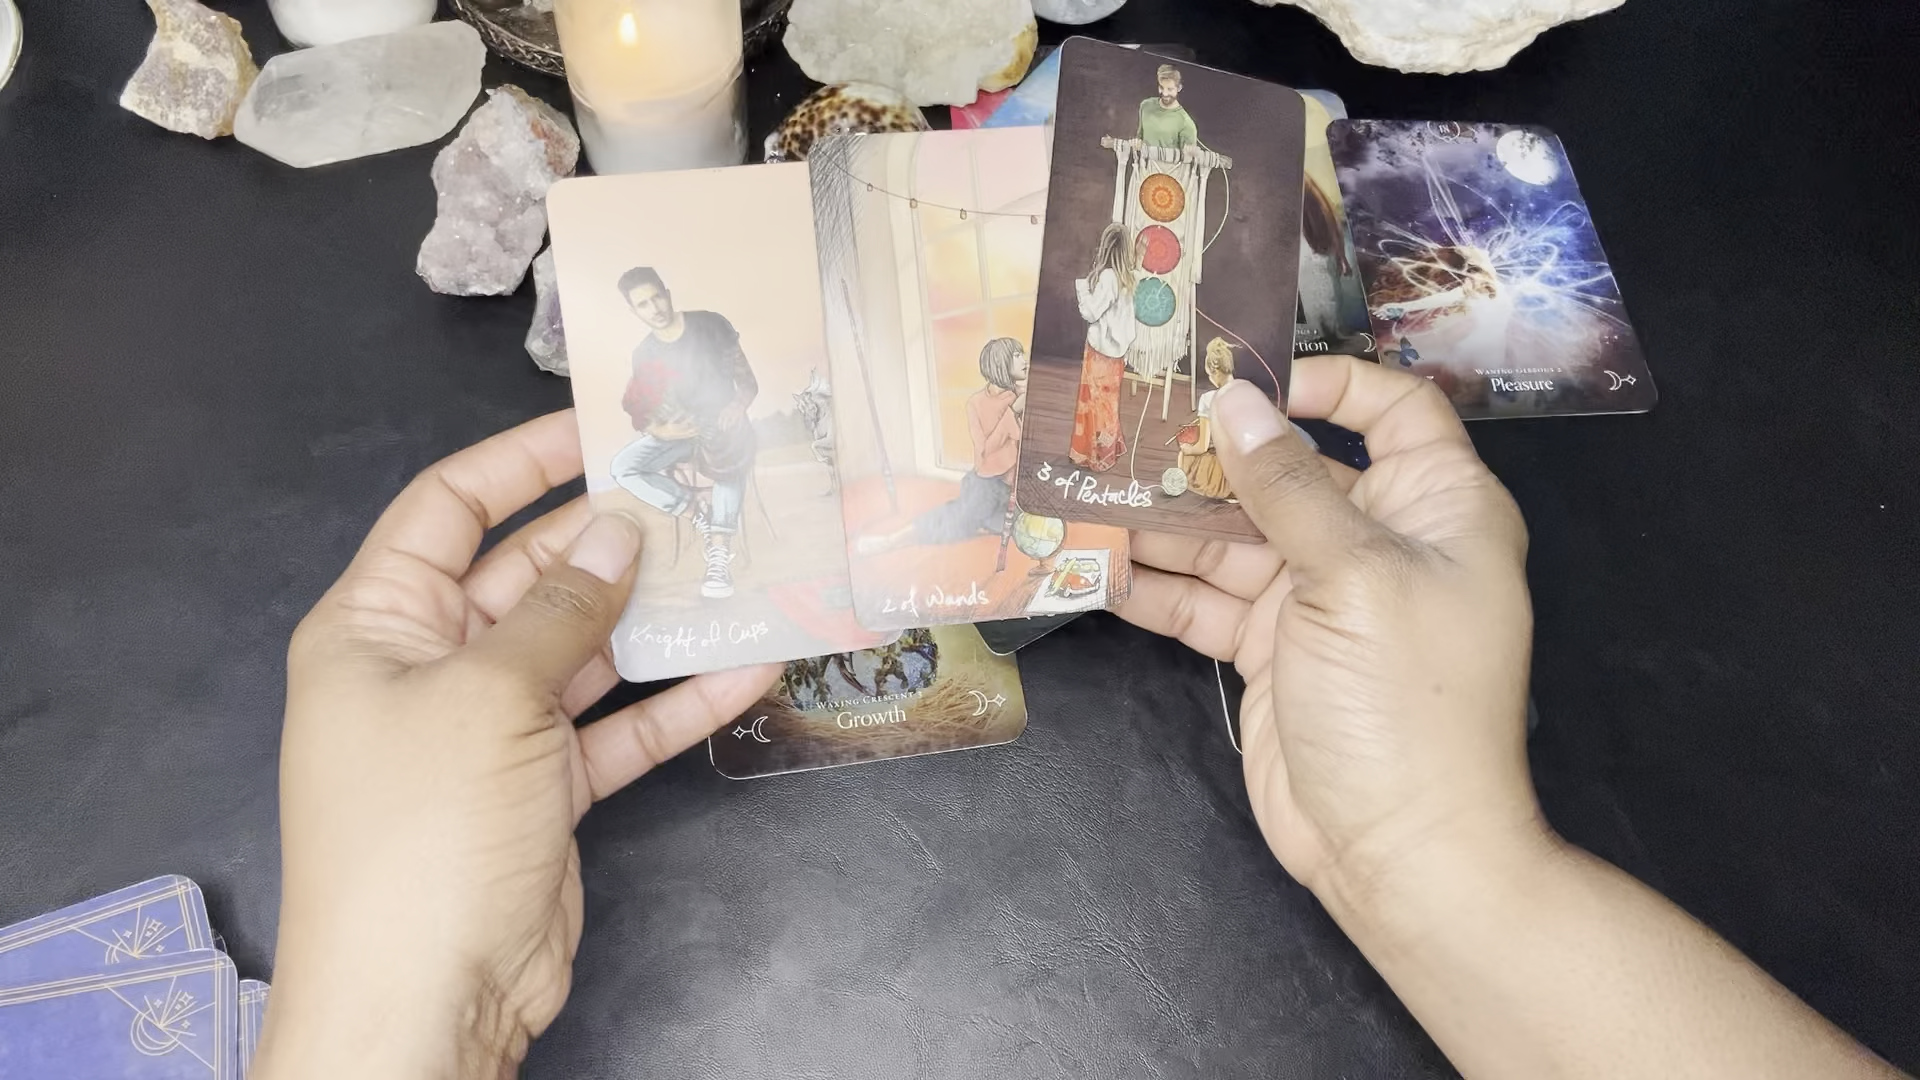 Knight of Cups
2 of Wands
3 of Pentacles
Waxing Crescent 3
Growth
Waning Gibbous 2
Pleasure